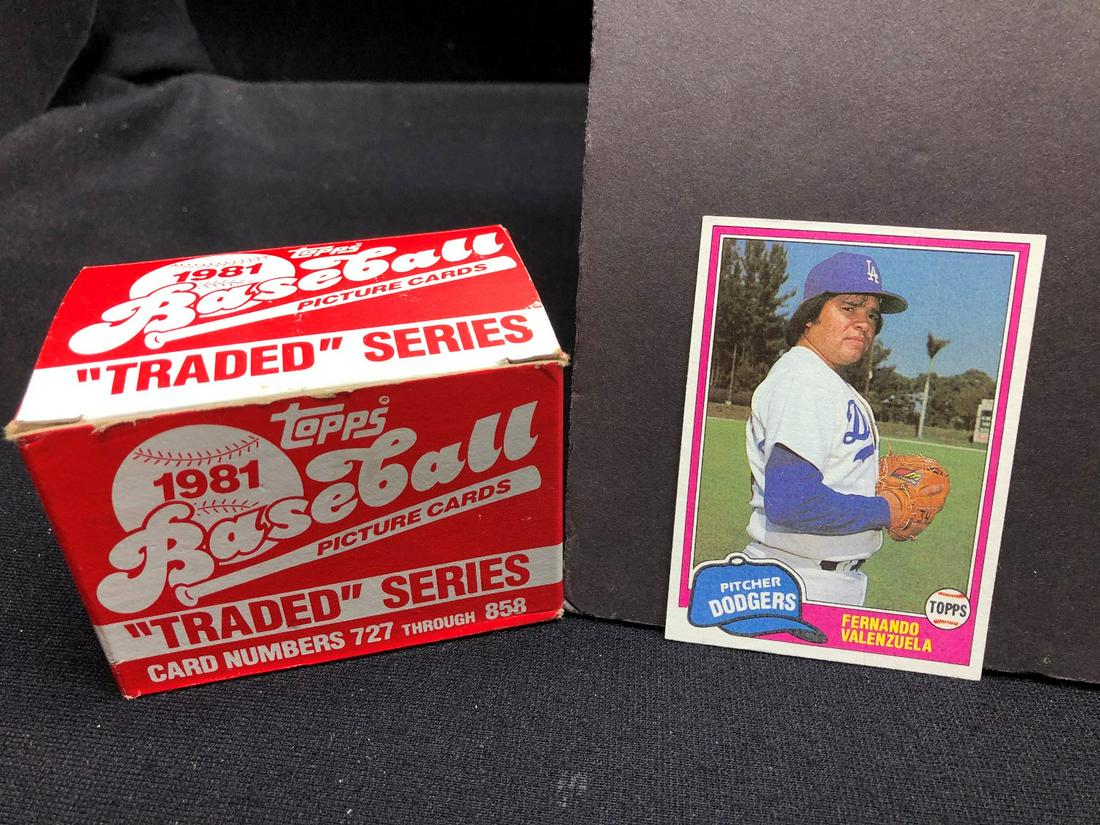 TOPPS
1981
Baseball
PICTURE CARDS
"TRADED" SERIES
TOPPS®
1981
Baseball
PICTURE CARDS
"TRADED" SERIES
CARD NUMBERS 727 THROUGH 858
LA
D
PITCHER
DODGERS
FERNANDO
VALENZUELA
TOPPS